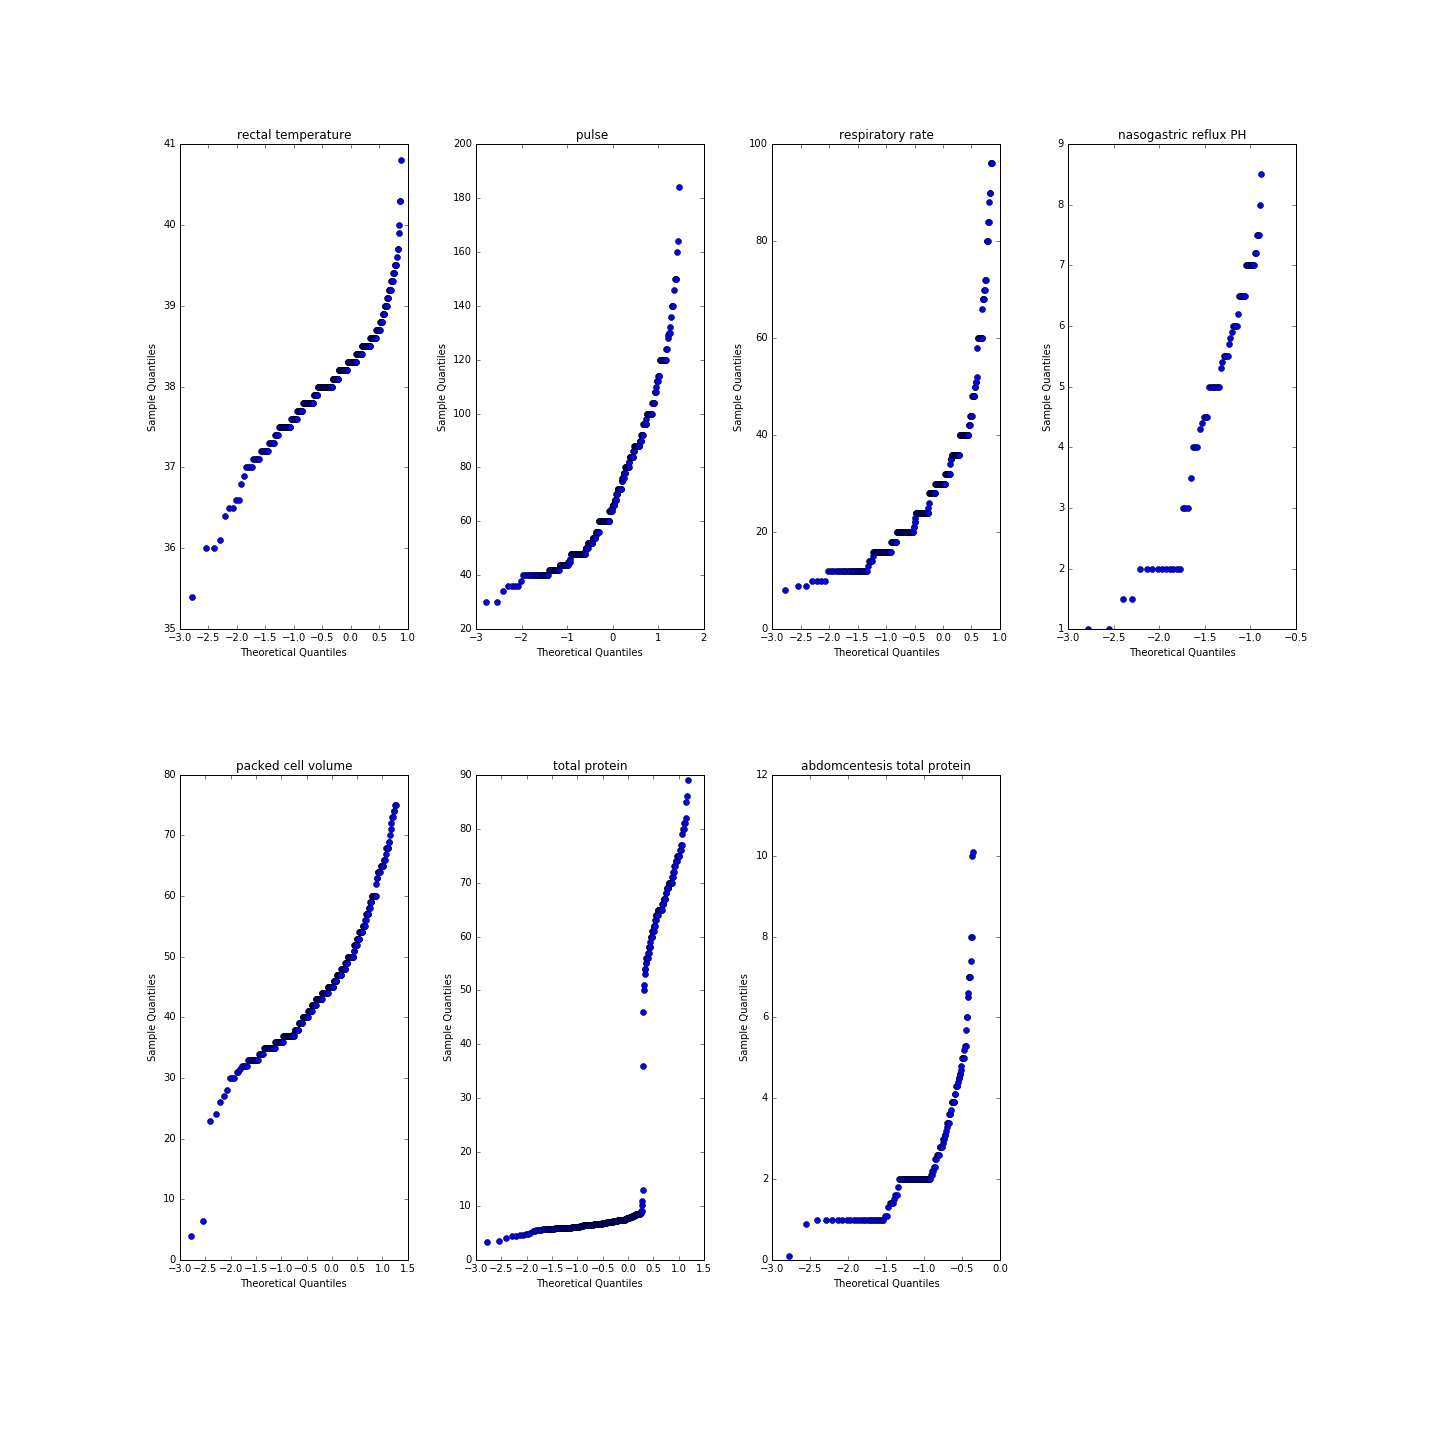 rectal temperature
41
40
39
38
37
36
35
Sample Quantiles
−3.0 −2.5 −2.0 −1.5 −1.0 −0.5 0.0 0.5 1.0
Theoretical Quantiles
pulse
200
180
160
140
120
100
80
60
40
20
Sample Quantiles
−3 −2 −1 0 1 2
Theoretical Quantiles
respiratory rate
100
80
60
40
20
0
Sample Quantiles
−3.0 −2.5 −2.0 −1.5 −1.0 −0.5 0.0 0.5 1.0
Theoretical Quantiles
nasogastric reflux PH
9
8
7
6
5
4
3
2
1
Sample Quantiles
−3.0 −2.5 −2.0 −1.5 −1.0 −0.5
Theoretical Quantiles
packed cell volume
80
70
60
50
40
30
20
10
0
Sample Quantiles
−3.0 −2.5 −2.0 −1.5 −1.0 −0.5 0.0 0.5 1.0 1.5
Theoretical Quantiles
total protein
90
80
70
60
50
40
30
20
10
0
Sample Quantiles
−3.0 −2.5 −2.0 −1.5 −1.0 −0.5 0.0 0.5 1.0 1.5
Theoretical Quantiles
abdomcentesis total protein
12
10
8
6
4
2
0
Sample Quantiles
−3.0 −2.5 −2.0 −1.5 −1.0 −0.5 0.0
Theoretical Quantiles